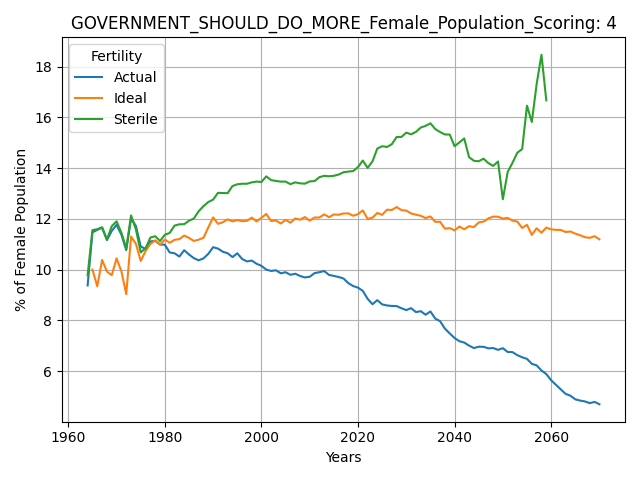 GOVERNMENT_SHOULD_DO_MORE_Female_Population_Scoring: 4
Fertility
Actual
Ideal
Sterile
% of Female Population
18
16
14
12
10
8
6
1960 1980 2000 2020 2040 2060
Years